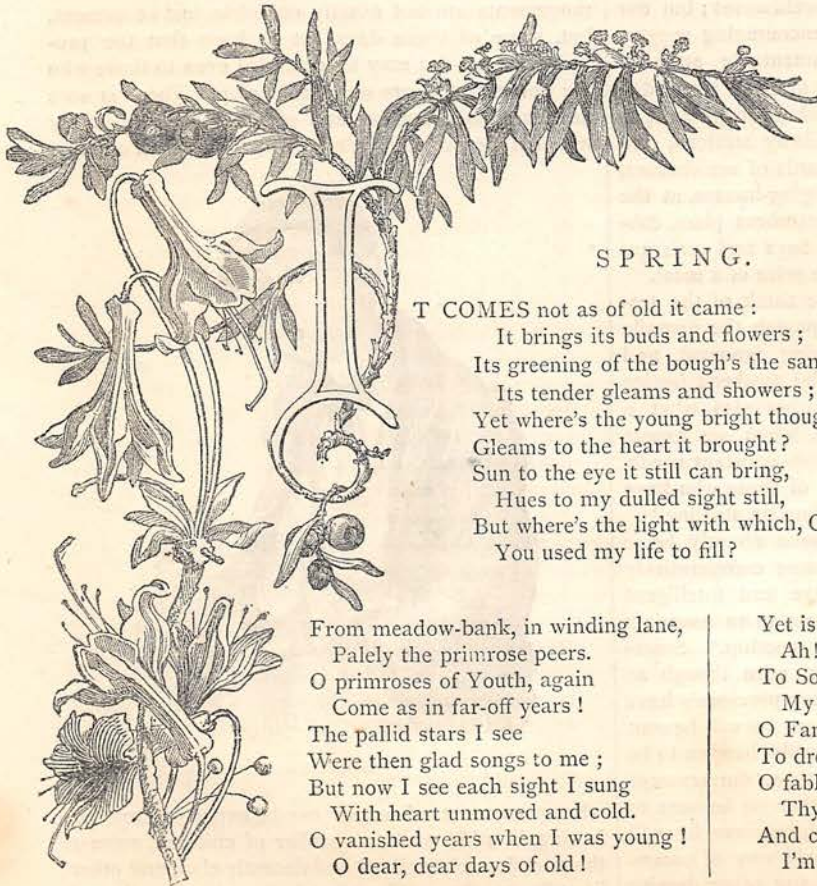 SPRING.
IT COMES not as of old it came :
It brings its buds and flowers ;
Its greening of the bough's the
Its tender gleams and showers ;
Yet where's the young bright
Gleams to the heart it brought ?
Sun to the eye it still can bring,
Hues to my dulled sight still,
But where's the light with which,
You used my life to fill ?
From meadow-bank, in winding lane,
Palely the primrose peers.
O primroses of Youth, again
Come as in far-off years !
The pallid stars I see
Were then glad songs to me ;
But now I see each sight I sung
With heart unmoved and cold.
O vanished years when I was young !
O dear, dear days of old !
Yet is
Ah !
To
My
O
To
O
Thy
And
I'm